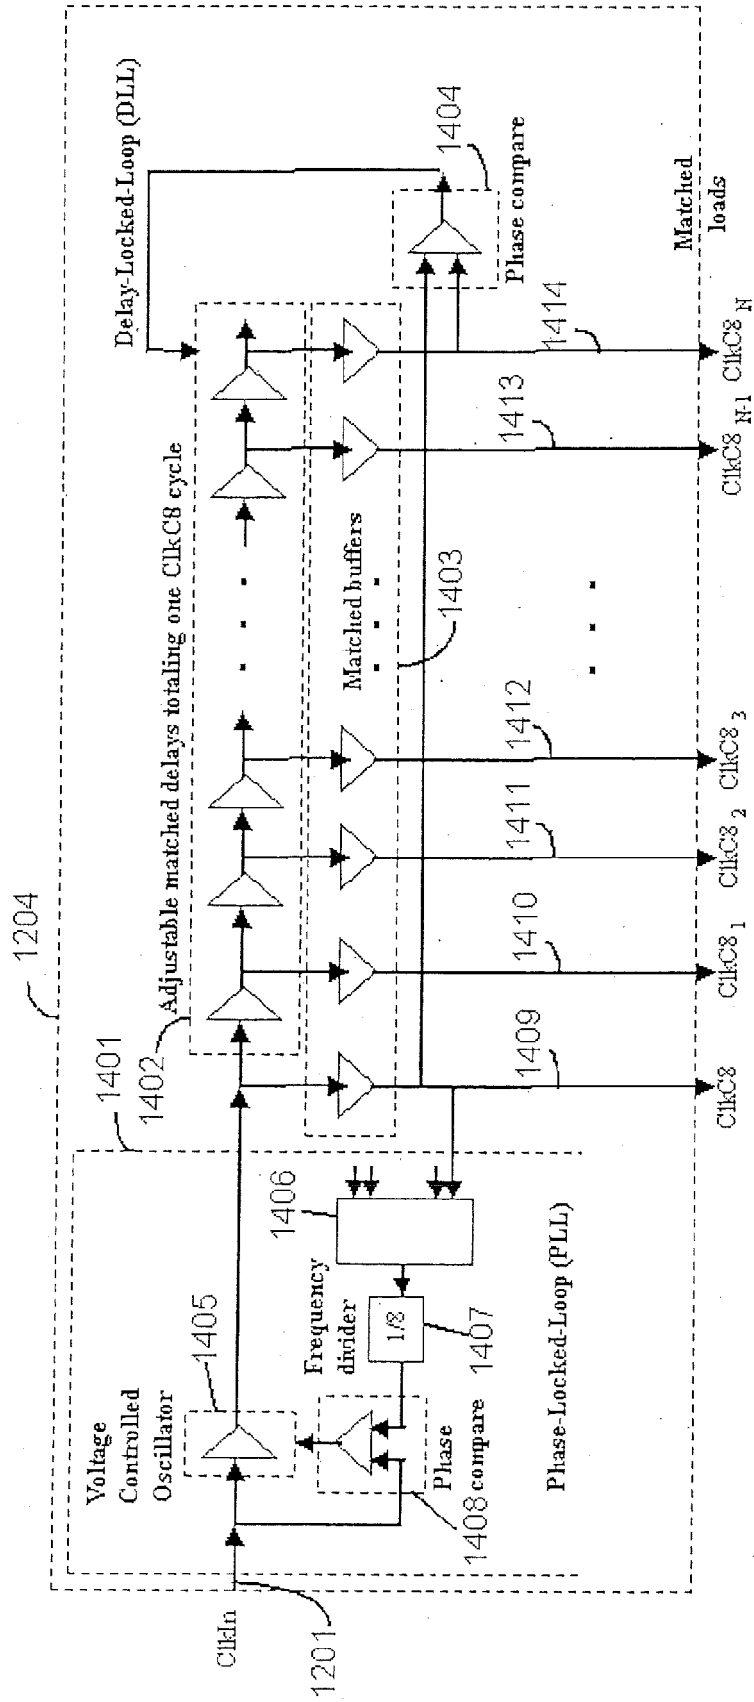 1204
1401
1402
Adjustable matched delays totaling one ClkC8 cycle
Delay-Locked-Loop (DLL)
Voltage
Controlled
Oscillator
1405
1406
Frequency
divider
1/8
1407
Phase
compare
1408
Phase-Locked-Loop (PLL)
ClkIn
1201
Matched buffers
1403
1404
Phase compare
Matched
loads
1409
1410
1411
1412
1413
1414
ClkC8
ClkC8 1
ClkC8 2
ClkC8 3
ClkC8 N-1
ClkC8 N